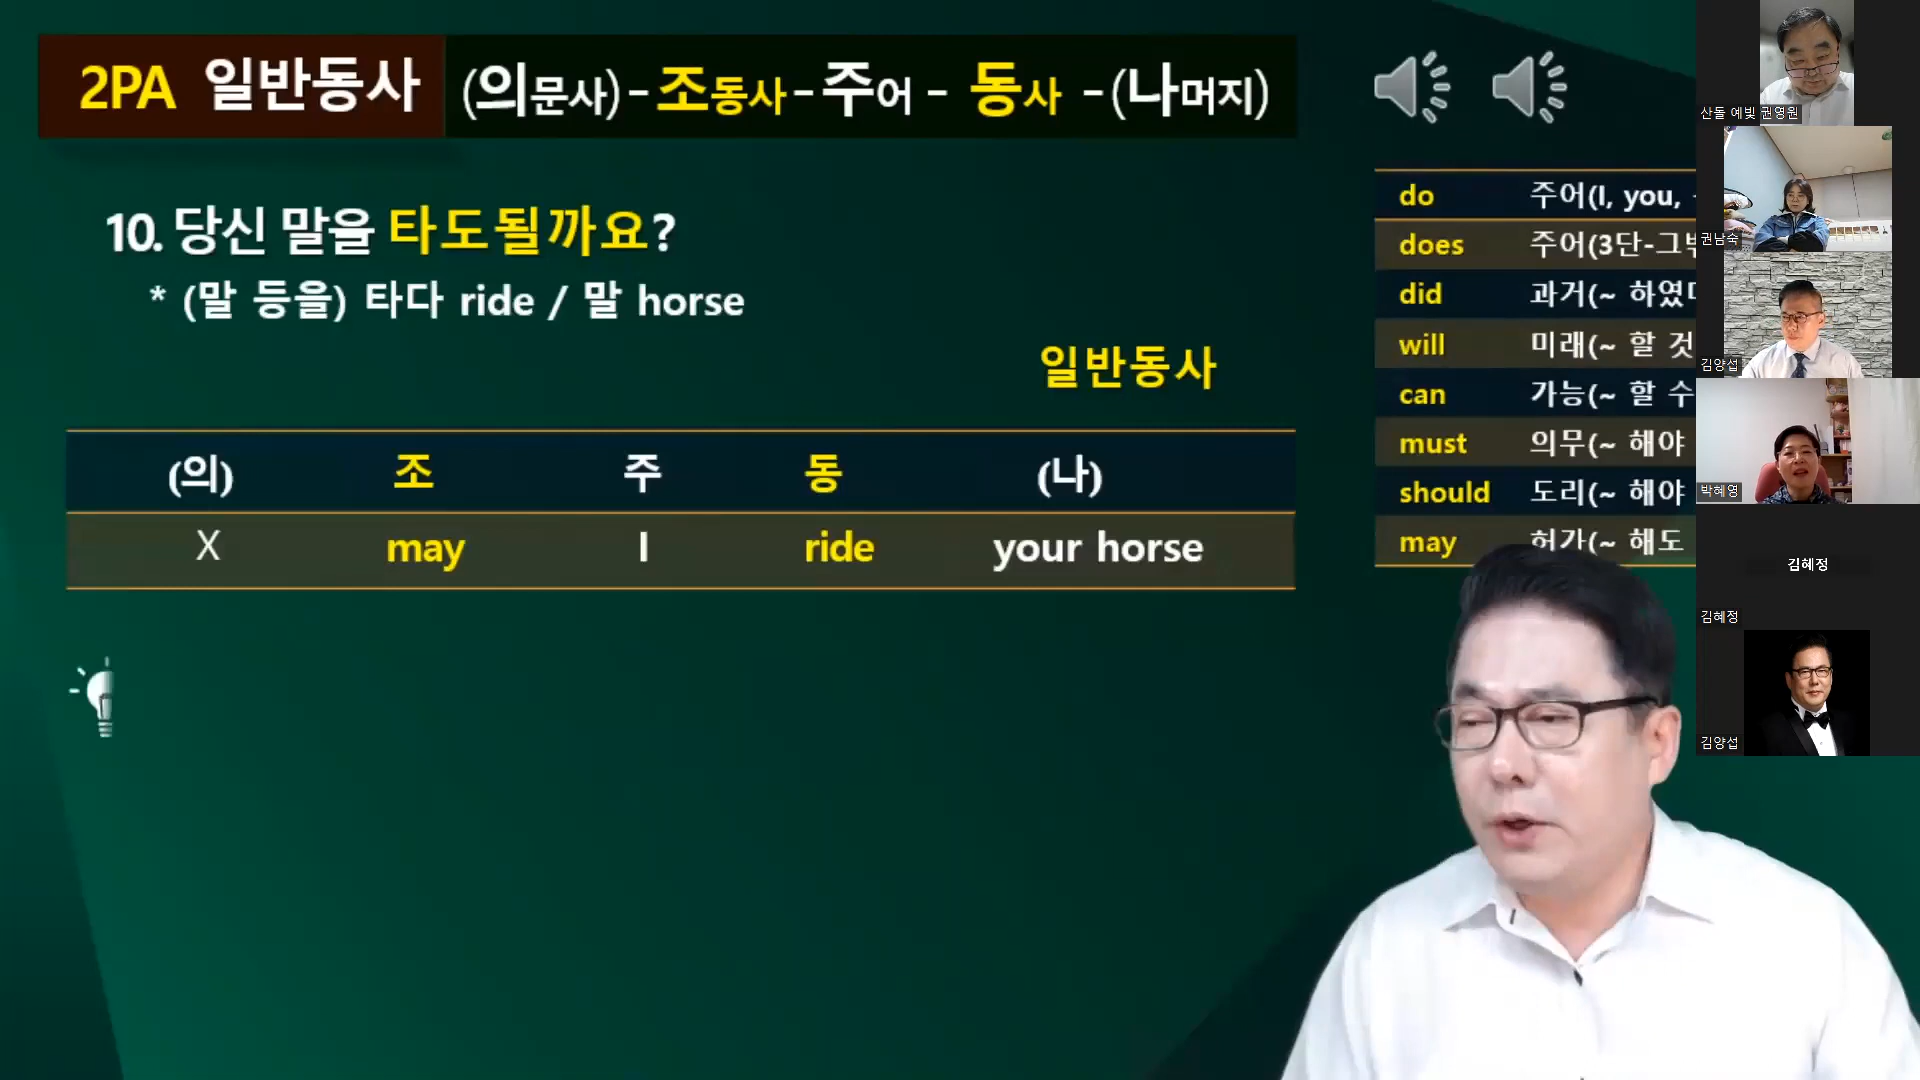 2PA 일반동사 (의문사)-조동사-주어 - 동사 -(나머지)
10. 당신 말을 타도될까요?
* (말 등을) 타다 ride / 말 horse
일반동사
(의) 조 주 동 (나)
X may I ride your horse
do 주어(I, you,
does 주어(3단-그
did 과거(~ 하였
will 미래(~ 할 것
can 가능(~ 할 수
must 의무(~ 해야
should 도리(~ 해야
may 허가(~ 해도
산돌 예빛 권영원
권남숙
김양섭
박혜영
김혜정
김혜정
김양섭